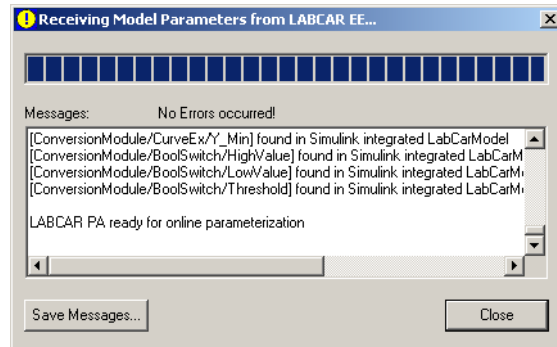 Receiving Model Parameters from LABCAR EE...
Messages: No Errors occurred!
[ConversionModule/CurveEx/Y_Min] found in Simulink integrated LabCarModel
[ConversionModule/BoolSwitch/HighValue] found in Simulink integrated LabCarM
[ConversionModule/BoolSwitch/LowValue] found in Simulink integrated LabCarM
[ConversionModule/BoolSwitch/Threshold] found in Simulink integrated LabCarM
LABCAR PA ready for online parameterization
Save Messages... Close